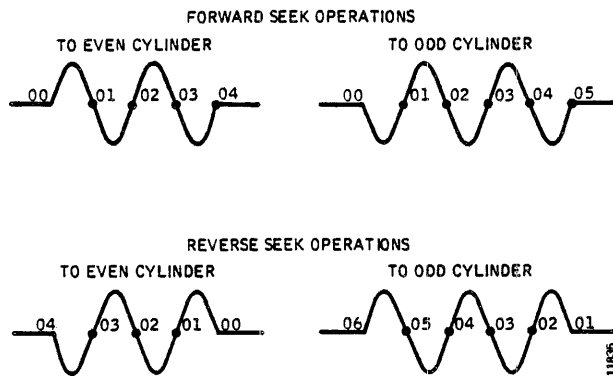 FORWARD SEEK OPERATIONS
TO EVEN CYLINDER
TO ODD CYLINDER
00 01 02 03 04
00 01 02 03 04 05
REVERSE SEEK OPERATIONS
TO EVEN CYLINDER
TO ODD CYLINDER
04 03 02 01 00
06 05 04 03 02 01